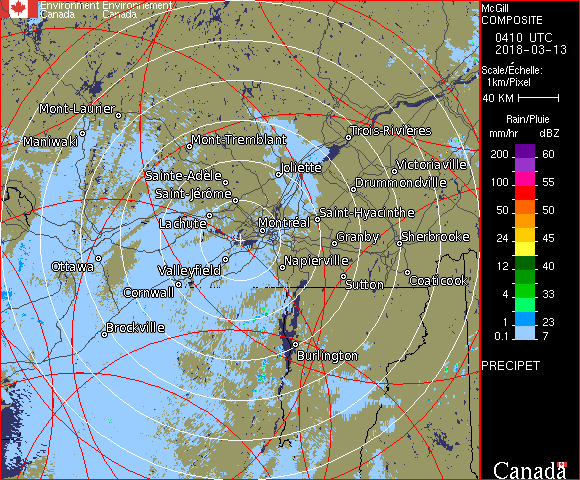 Environment Environnement
Canada Canada
McGill
COMPOSITE
0410 UTC
2018-03-13
Scale/Échelle:
1km/Pixel
40 KM
Rain/Pluie
mm/hr dBZ
200 60
100 55
50 50
24 45
12 40
4 33
1 23
0.1 7
PRECIPET
Canada
Mont-Laurier
Maniwaki
Mont-Tremblant
Trois-Rivières
Joliette
Victoriaville
Sainte-Adèle
Drummondville
Saint-Jérôme
Saint-Hyacinthe
Lachute
Montréal
Granby
Sherbrooke
Ottawa
Valleyfield
Napierville
Cornwall
Sutton
Coaticook
Brockville
Burlington